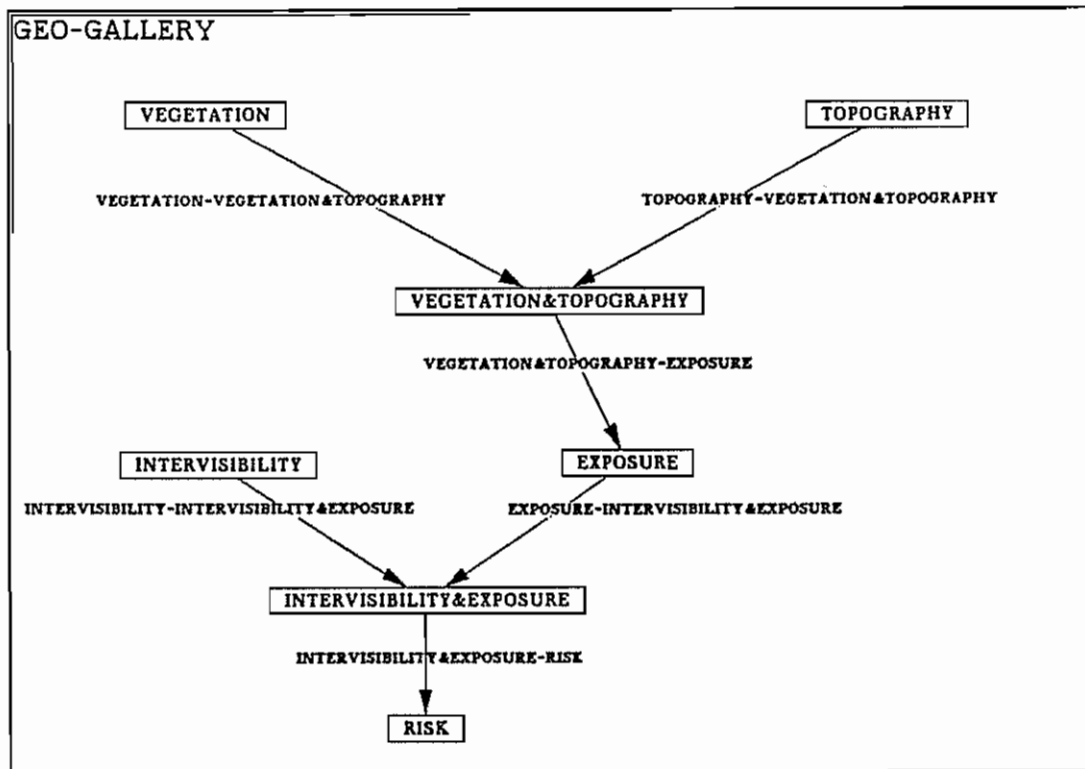 GEO-GALLERY
VEGETATION
TOPOGRAPHY
VEGETATION-VEGETATION&TOPOGRAPHY
TOPOGRAPHY-VEGETATION&TOPOGRAPHY
VEGETATION&TOPOGRAPHY
VEGETATION&TOPOGRAPHY-EXPOSURE
INTERVISIBILITY
EXPOSURE
INTERVISIBILITY-INTERVISIBILITY&EXPOSURE
EXPOSURE-INTERVISIBILITY&EXPOSURE
INTERVISIBILITY&EXPOSURE
INTERVISIBILITY&EXPOSURE-RISK
RISK